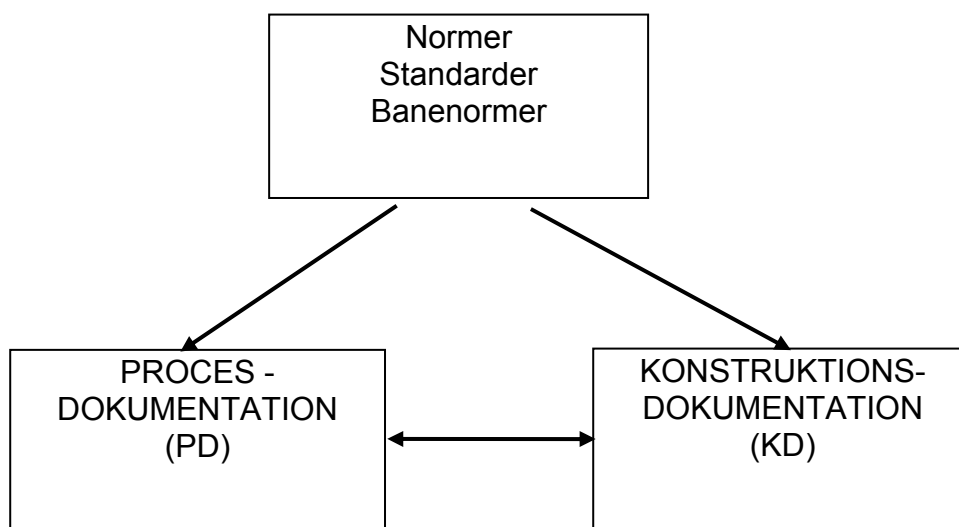 Normer
Standarder
Banenormer
PROCES -
DOKUMENTATION
(PD)
KONSTRUKTIONS-
DOKUMENTATION
(KD)